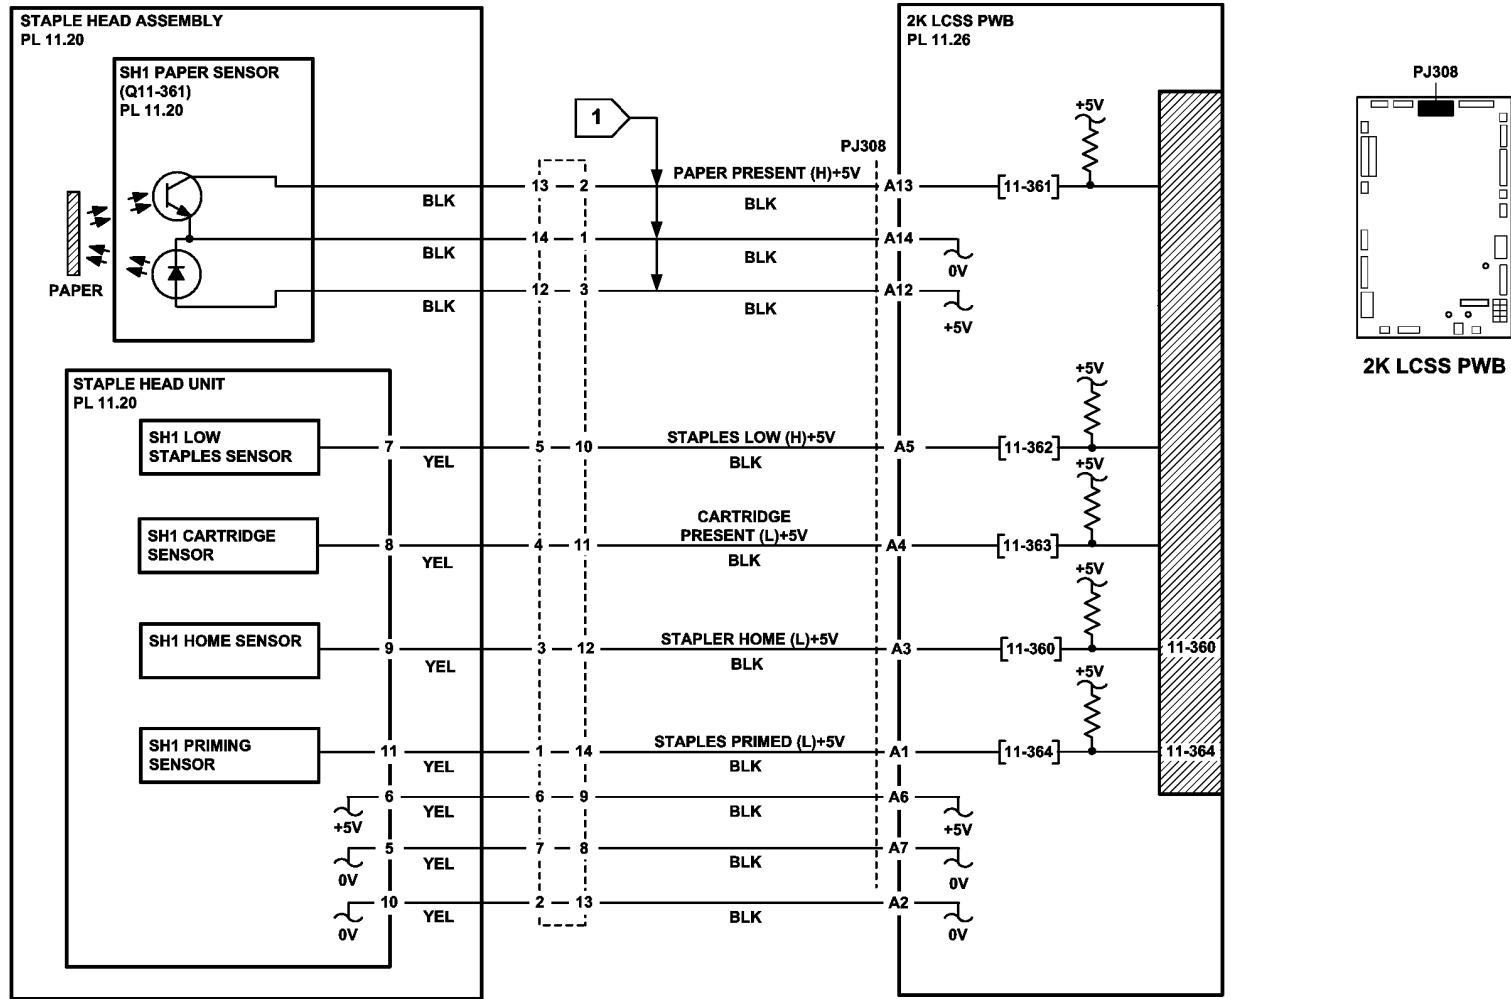 STAPLE HEAD ASSEMBLY
PL 11.20
2K LCSS PWB
PL 11.26
SH1 PAPER SENSOR
(Q11-361)
PL 11.20
PJ308
+5V
1
PJ308
13 2 PAPER PRESENT (H)+5V A13 11-361
BLK BLK
14 1 A14
BLK BLK 0V
PAPER
12 3 A12
BLK BLK +5V
2K LCSS PWB
STAPLE HEAD UNIT
PL 11.20
+5V
SH1 LOW
STAPLES SENSOR
7 5 10 STAPLES LOW (H)+5V A5 11-362
YEL BLK
+5V
SH1 CARTRIDGE
SENSOR
CARTRIDGE
PRESENT (L)+5V
8 4 11 A4 11-363
YEL BLK
+5V
SH1 HOME SENSOR 9 3 12 STAPLER HOME (L)+5V A3 11-360 11-360
YEL BLK
+5V
SH1 PRIMING
SENSOR
11 1 14 STAPLES PRIMED (L)+5V A1 11-364 11-364
YEL BLK
6 6 9 A6
+5V YEL BLK +5V
5 7 8 A7
0V YEL BLK 0V
10 2 13 A2
0V YEL BLK 0V